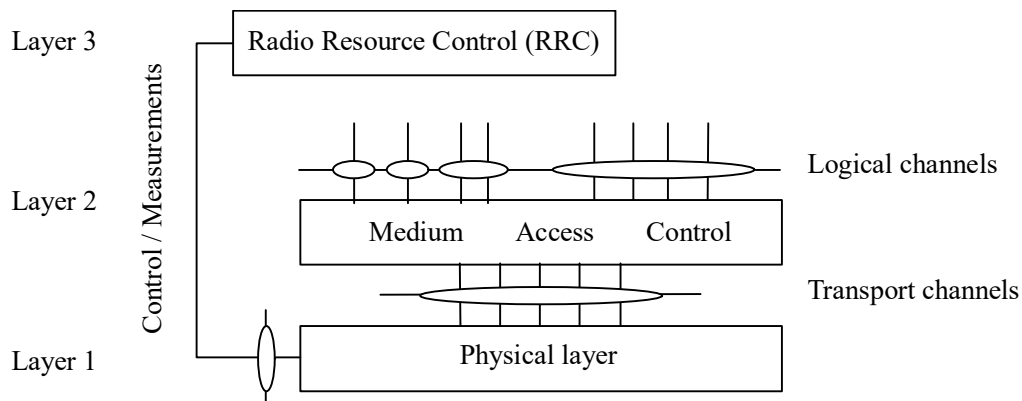 Layer 3
Radio Resource Control (RRC)
Control / Measurements
Logical channels
Layer 2
Medium Access Control
Transport channels
Layer 1
Physical layer